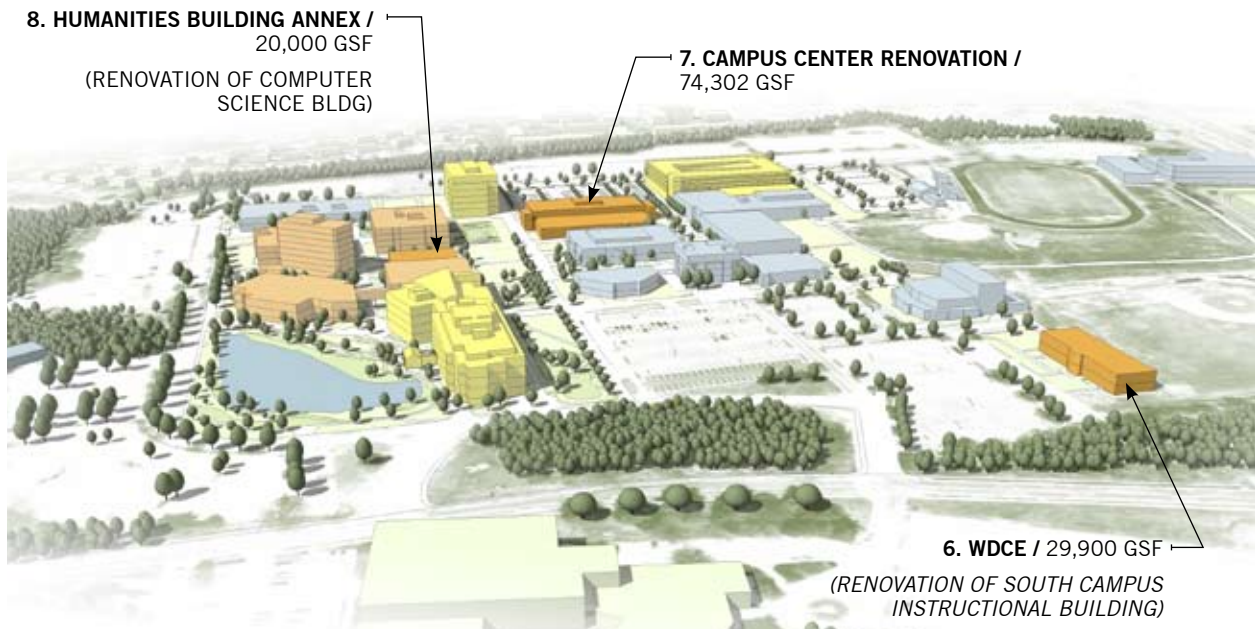 8. HUMANITIES BUILDING ANNEX /
20,000 GSF
(RENOVATION OF COMPUTER
SCIENCE BLDG)
7. CAMPUS CENTER RENOVATION /
74,302 GSF
6. WDCE / 29,900 GSF
(RENOVATION OF SOUTH CAMPUS
INSTRUCTIONAL BUILDING)